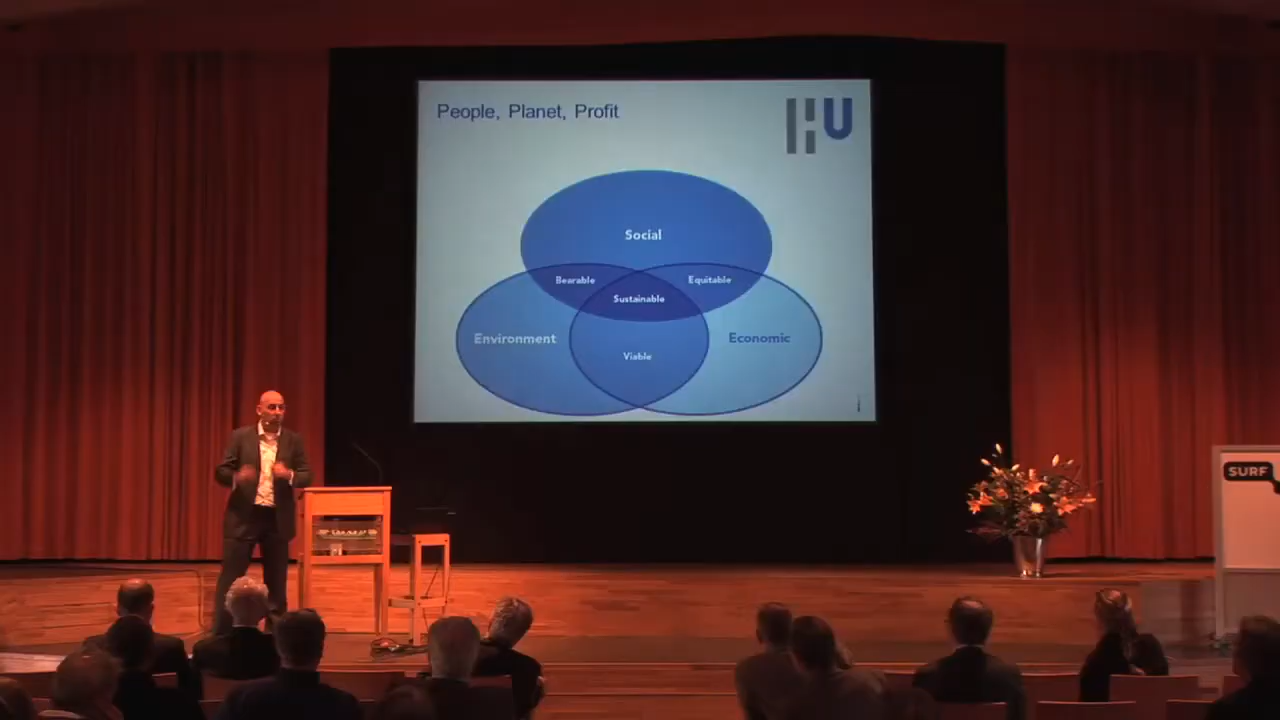 People, Planet, Profit
HU
Social
Bearable
Equitable
Sustainable
Environment
Economic
Viable
SURF